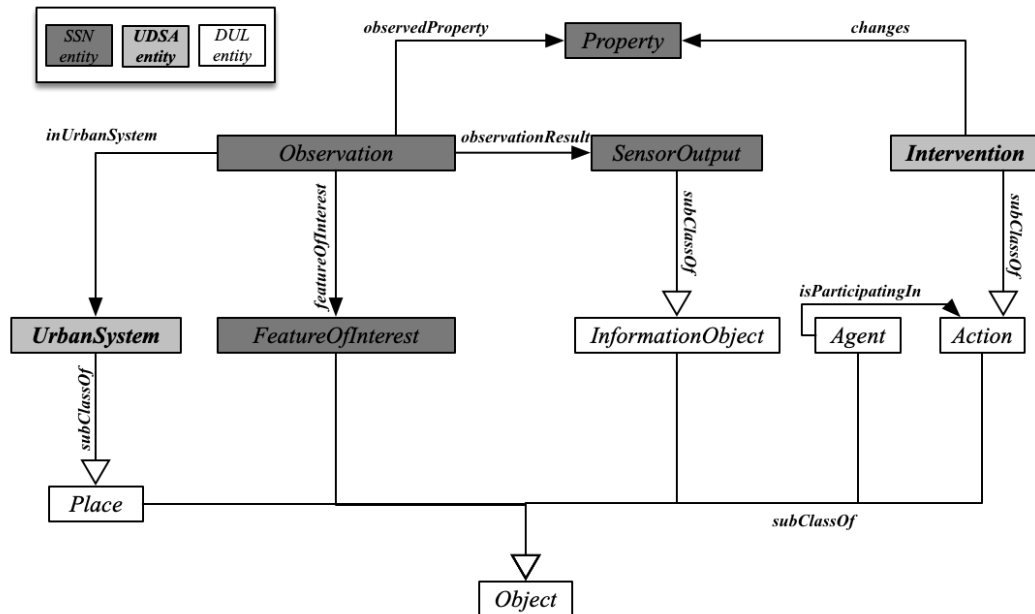 SSN
entity
UDSA
entity
DUL
entity
observedProperty
Property
changes
inUrbanSystem
Observation
observationResult
SensorOutput
Intervention
featureOfInterest
subClassOf
subClassOf
isParticipatingIn
UrbanSystem
FeatureOfInterest
InformationObject
Agent
Action
subClassOf
Place
subClassOf
Object